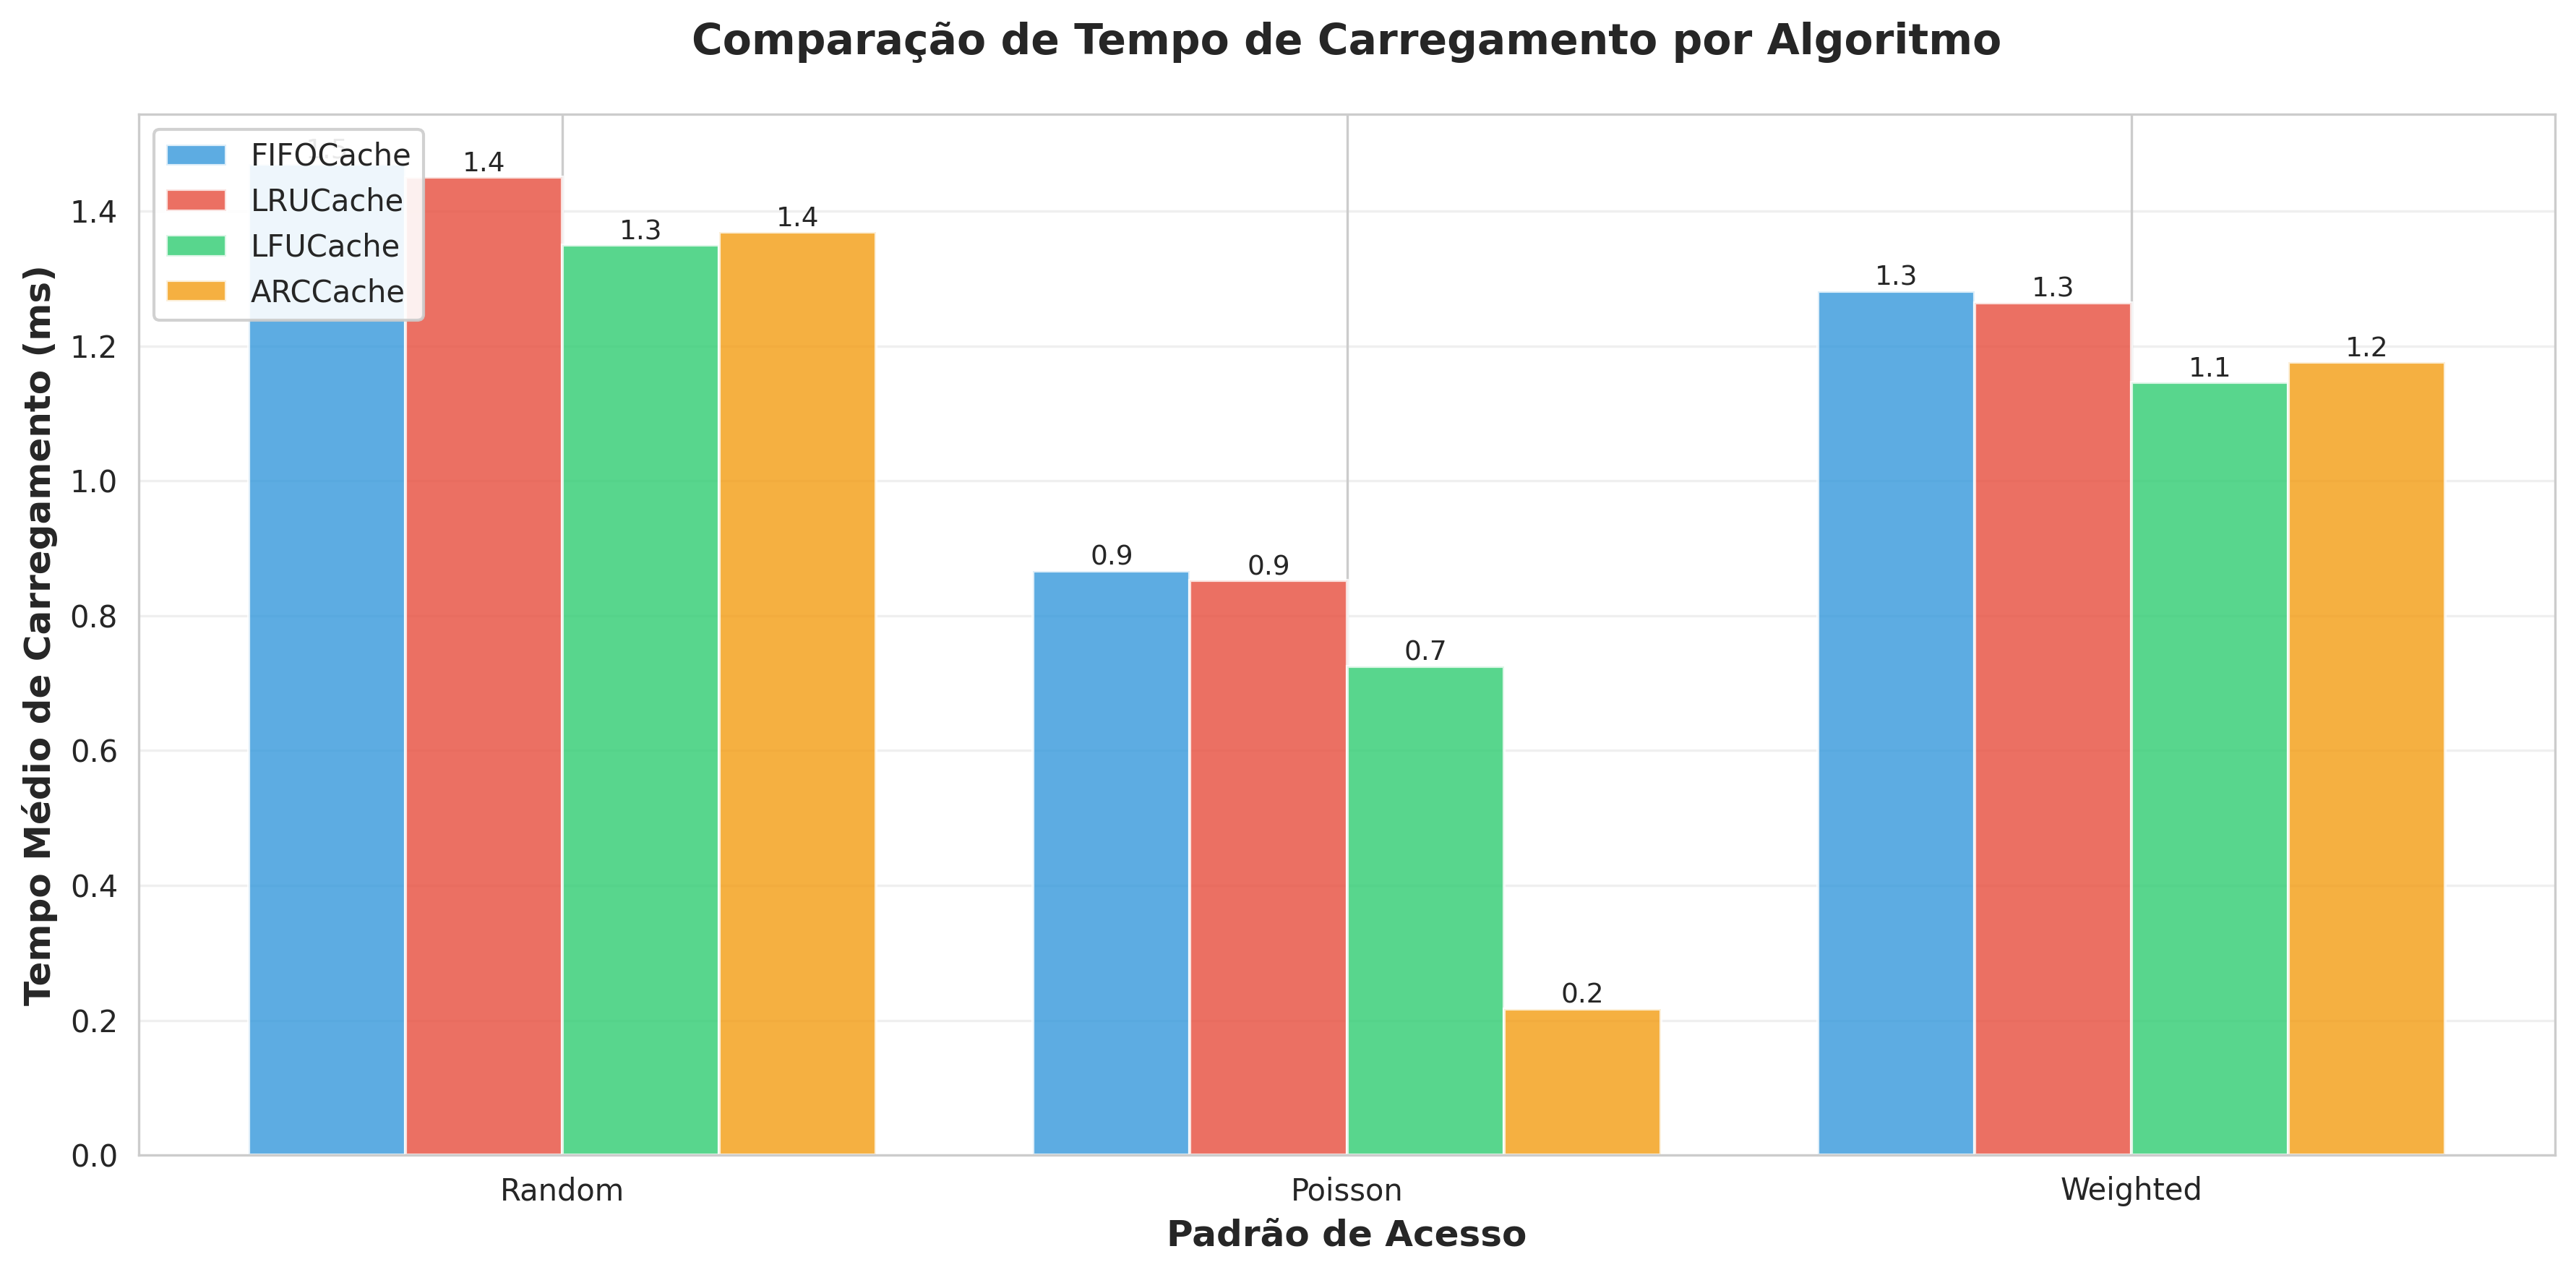 Comparação de Tempo de Carregamento por Algoritmo
FIFOCache
LRUCache
LFUCache
ARCCache
Tempo Médio de Carregamento (ms)
1.4
1.2
1.0
0.8
0.6
0.4
0.2
0.0
1.4
1.3
1.4
0.9
0.9
0.7
0.2
1.3
1.3
1.1
1.2
Random
Poisson
Weighted
Padrão de Acesso